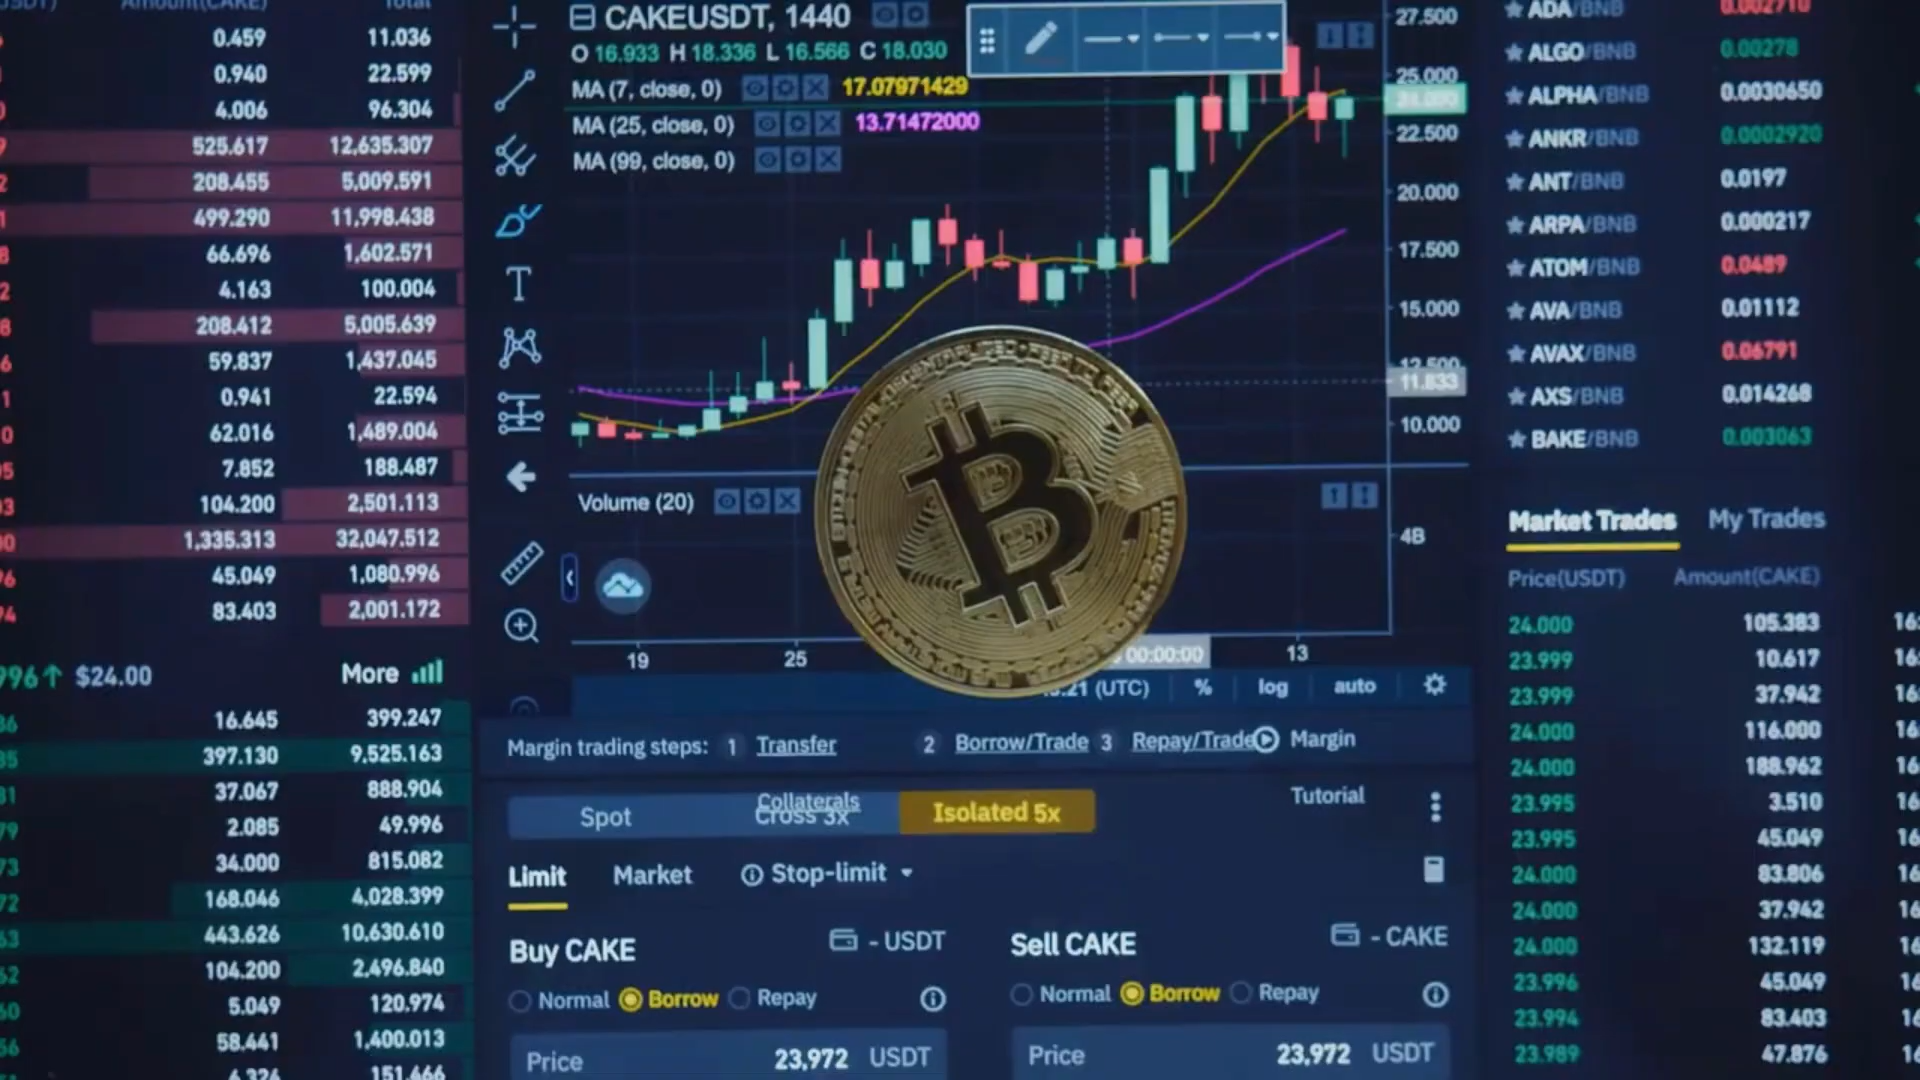 Amount(CAKE) Total
0.459 11.036
0.940 22.599
4.006 96.304
525.617 12,635.307
208.455 5,009.591
499.290 11,998.438
66.696 1,602.571
4.163 100.004
208.412 5,005.639
59.837 1,437.045
0.941 22.594
62.016 1,489.004
7.852 188.487
104.200 2,501.113
1,335.313 32,047.512
45.049 1,080.996
83.403 2,001.172
$24.00 More
16.645 399.247
397.130 9,525.163
37.067 888.904
2.085 49.996
34.000 815.082
168.046 4,028.399
443.626 10,630.610
104.200 2,496.840
5.049 120.974
58.441 1,400.013
4.324 151.466
CAKEUSDT, 1440
O 16.933 H 18.336 L 16.566 C 18.030
MA (7, close, 0) 17.07971429
MA (25, close, 0) 13.71472000
MA (99, close, 0)
27.500
25.000
22.500
20.000
17.500
15.000
12.500
11.833
10.000
Volume (20)
4B
19 25 00:00:00 13
(UTC) % log auto
Margin trading steps: 1 Transfer 2 Borrow/Trade 3 Repay/Trade Margin
Collaterals Tutorial
Spot Cross 3x Isolated 5x
Limit Market Stop-limit
Buy CAKE - USDT
Normal Borrow Repay
Price 23,972 USDT
Sell CAKE - CAKE
Normal Borrow Repay
Price 23,972 USDT
ADA/BNB 0.002710
ALGO/BNB 0.00278
ALPHA/BNB 0.0030650
ANKR/BNB 0.0002920
ANT/BNB 0.0197
ARPA/BNB 0.000217
ATOM/BNB 0.0489
AVA/BNB 0.01112
AVAX/BNB 0.06791
AXS/BNB 0.014268
BAKE/BNB 0.003063
Market Trades My Trades
Price(USDT) Amount(CAKE)
24.000 105.383
23.999 10.617
23.999 37.942
24.000 116.000
24.000 188.962
23.995 3.510
23.995 45.049
24.000 83.806
24.000 37.942
24.000 132.119
23.996 45.049
23.994 83.403
23.989 47.876